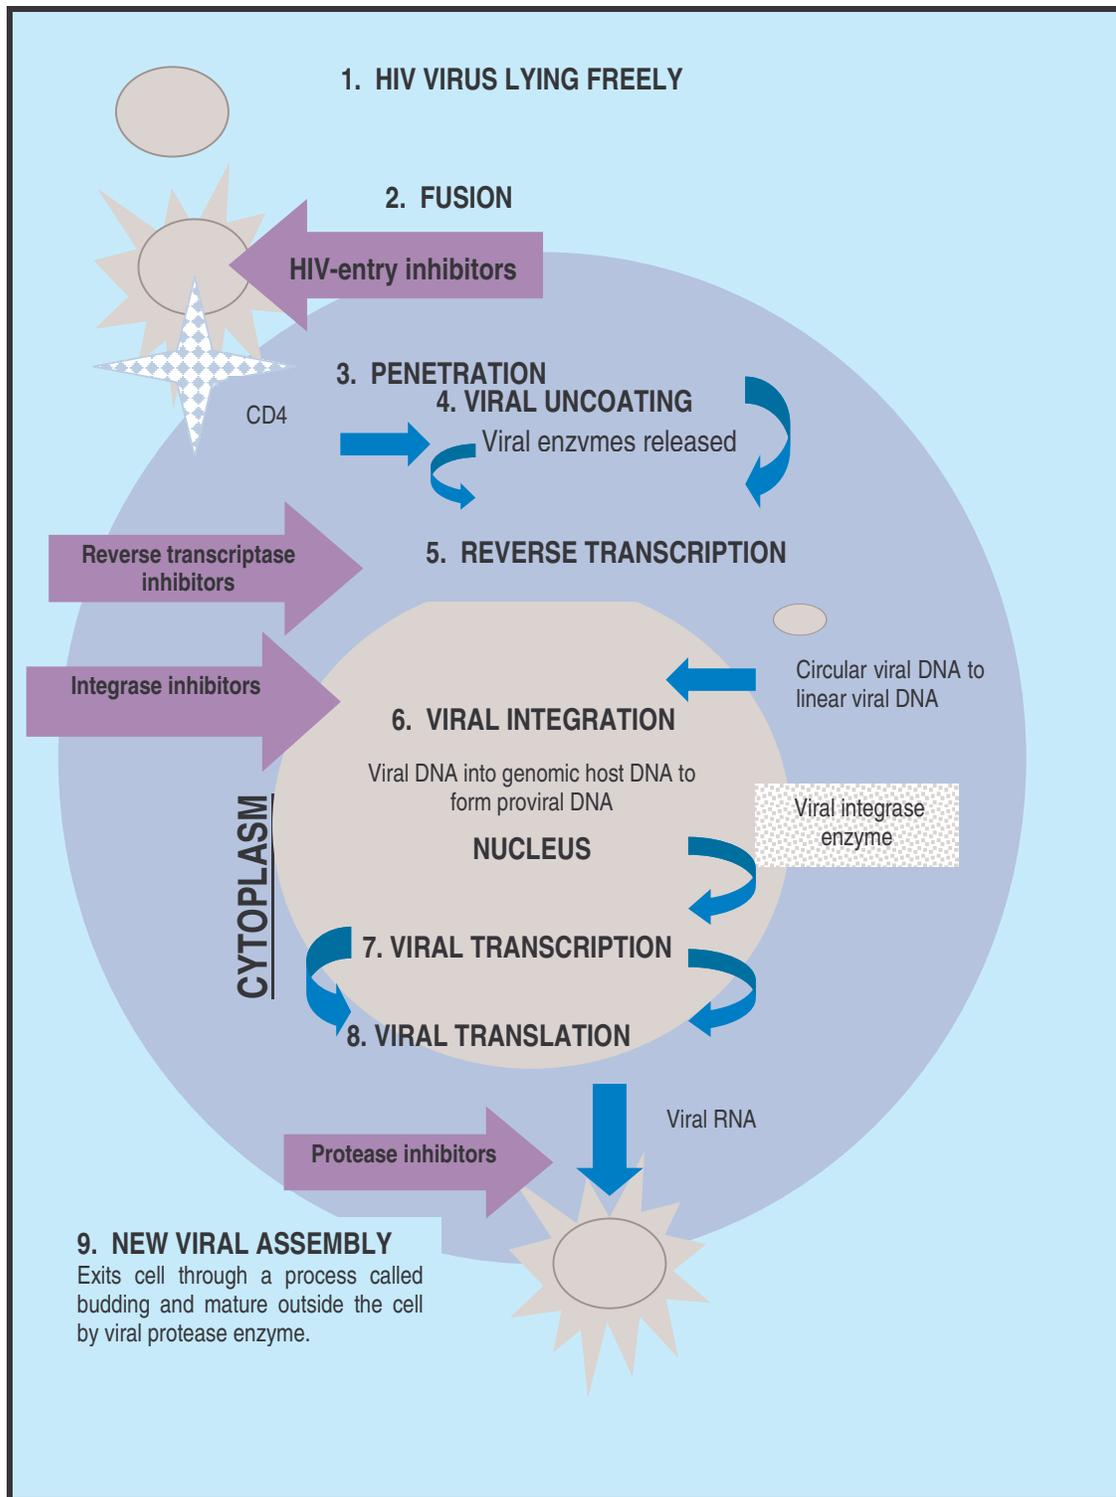 1. HIV VIRUS LYING FREELY
2. FUSION
HIV-entry inhibitors
3. PENETRATION
4. VIRAL UNCOATING
CD4
Viral enzvmes released
Reverse transcriptase
inhibitors
5. REVERSE TRANSCRIPTION
Integrase inhibitors
Circular viral DNA to
linear viral DNA
6. VIRAL INTEGRATION
Viral DNA into genomic host DNA to
form proviral DNA
Viral integrase
enzyme
NUCLEUS
CYTOPLASM
7. VIRAL TRANSCRIPTION
8. VIRAL TRANSLATION
Viral RNA
Protease inhibitors
9. NEW VIRAL ASSEMBLY
Exits cell through a process called
budding and mature outside the cell
by viral protease enzyme.